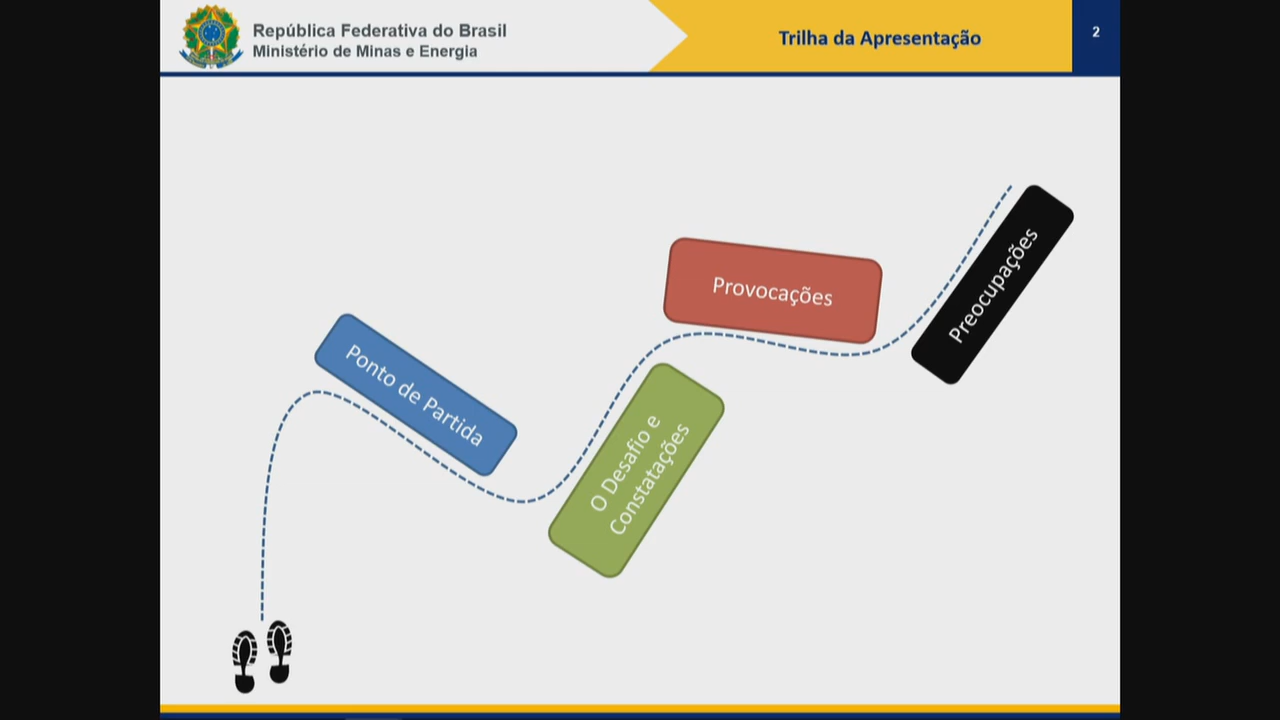 República Federativa do Brasil
Ministério de Minas e Energia
Trilha da Apresentação
2
Ponto de Partida
O Desafio e
Constatações
Provocações
Preocupações